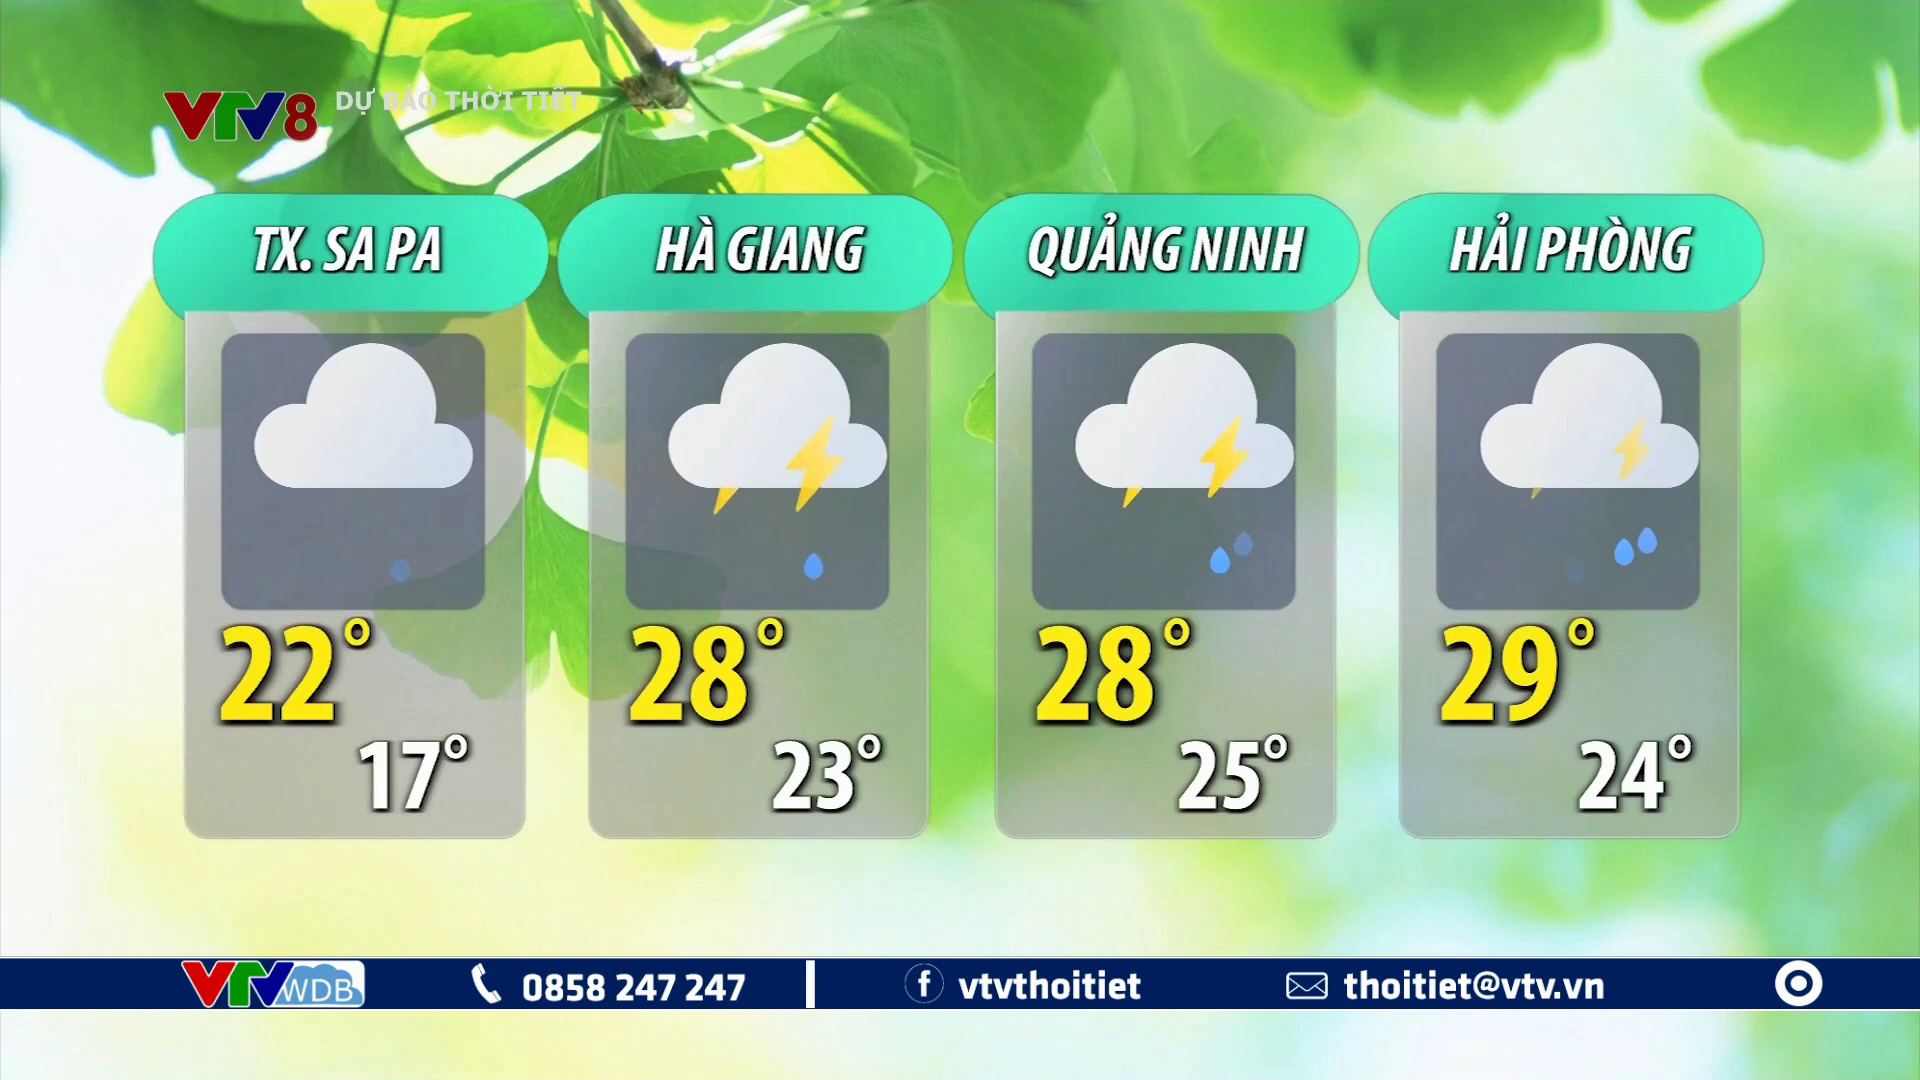 VTV8 DỰ BÁO THỜI TIẾT
TX. SA PA
22°
17°
HÀ GIANG
28°
23°
QUẢNG NINH
28°
25°
HẢI PHÒNG
29°
24°
VTV WDB 0858 247 247 f vtvthoitiet thoitiet@vtv.vn